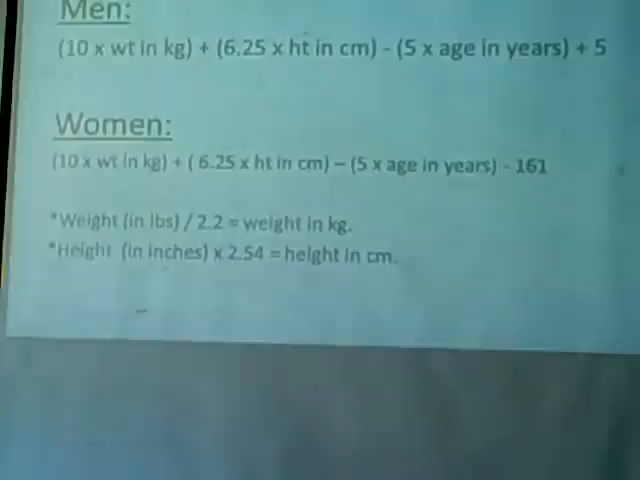 Men:
(10 x wt in kg) + (6.25 x ht in cm) - (5 x age in years) + 5
Women:
(10 x wt in kg) + ( 6.25 x ht in cm) – (5 x age in years) - 161
*Weight (in lbs) / 2.2 = weight in kg.
*Height (in inches) x 2.54 = height in cm.